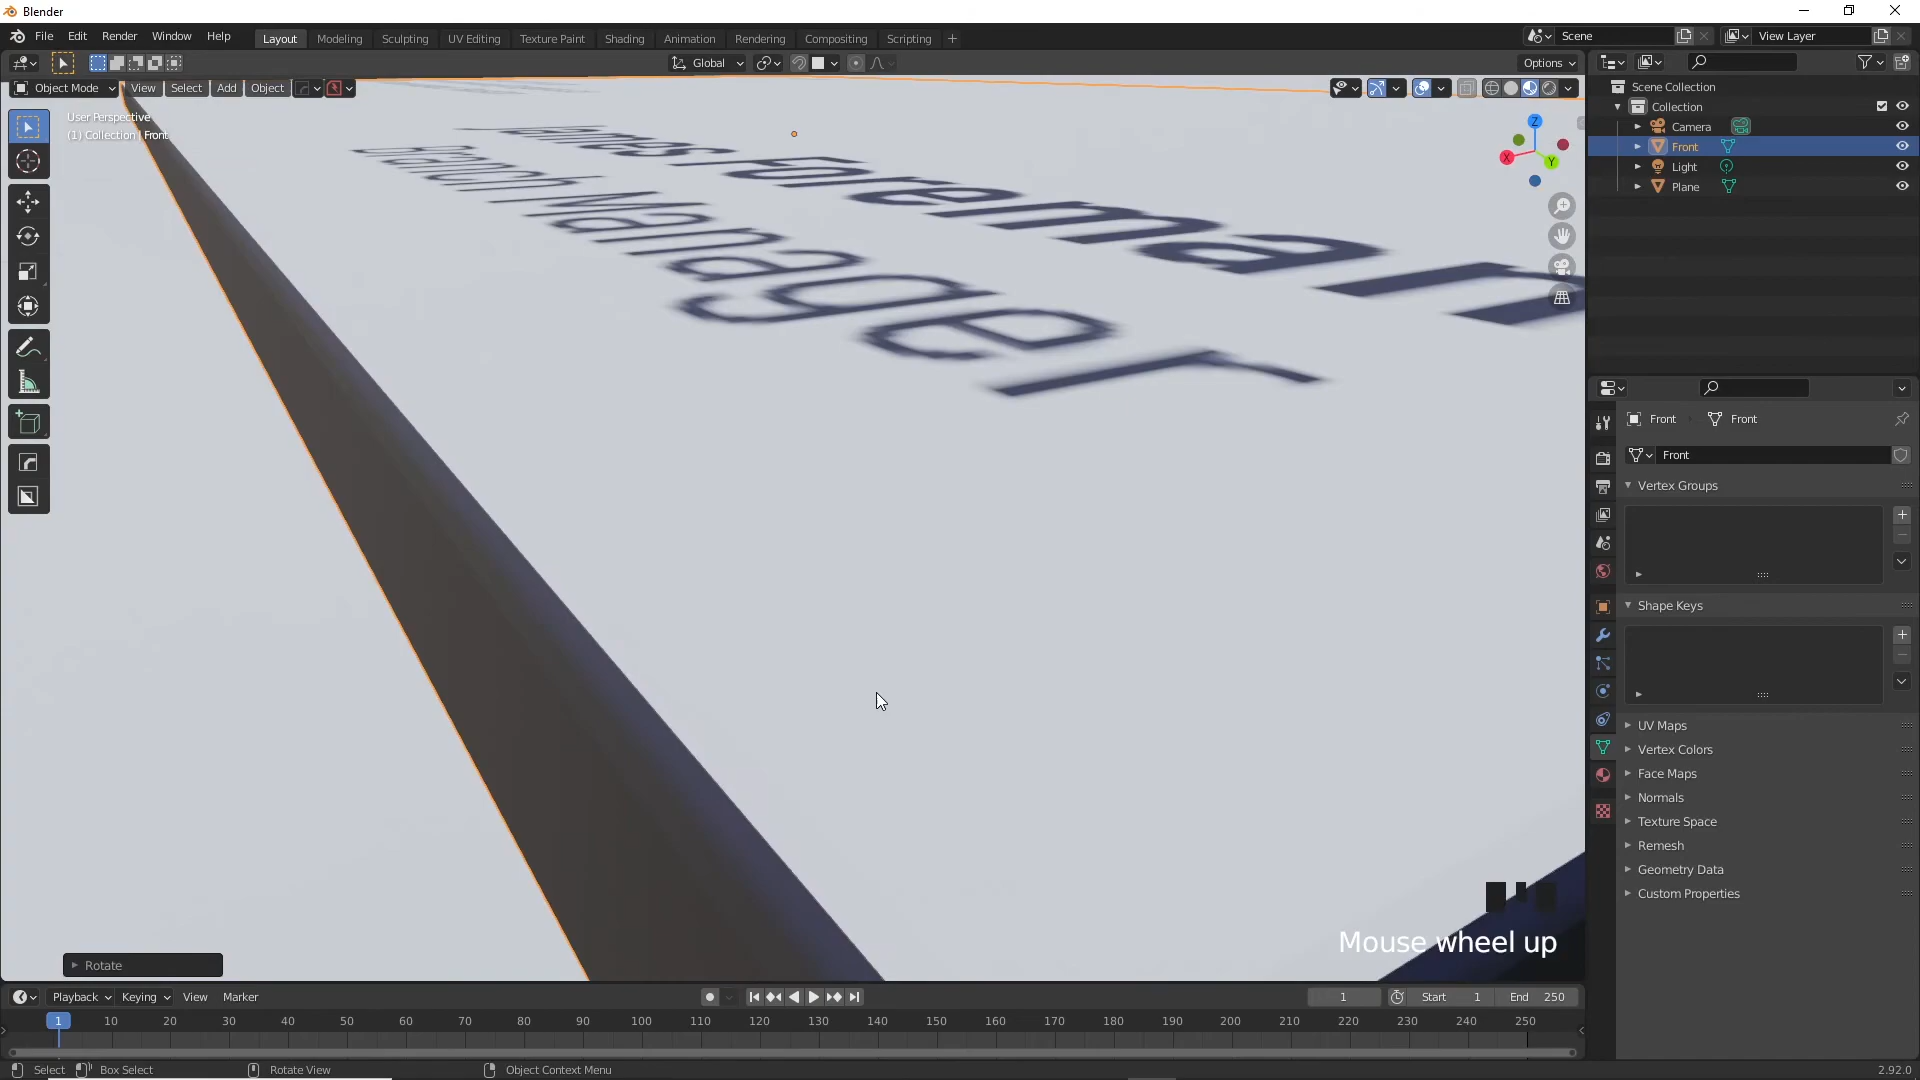 Blender
File Edit Render Window Help
Layout Modeling Sculpting UV Editing Texture Paint Shading Animation Rendering Compositing Scripting +
Scene
View Layer
Global
Options
Object Mode View Select Add Object
User Perspective
(1) Collection | Front
James Foreman
Branch Manager
Z
X
Y
Scene Collection
Collection
Camera
Front
Light
Plane
Front Front
Front
Vertex Groups
Shape Keys
UV Maps
Vertex Colors
Face Maps
Normals
Texture Space
Remesh
Geometry Data
Custom Properties
Mouse wheel up
Rotate
Playback Keying View Marker
1 Start 1 End 250
1 10 20 30 40 50 60 70 80 90 100 110 120 130 140 150 160 170 180 190 200 210 220 230 240 250
Select Box Select Rotate View Object Context Menu 2.92.0